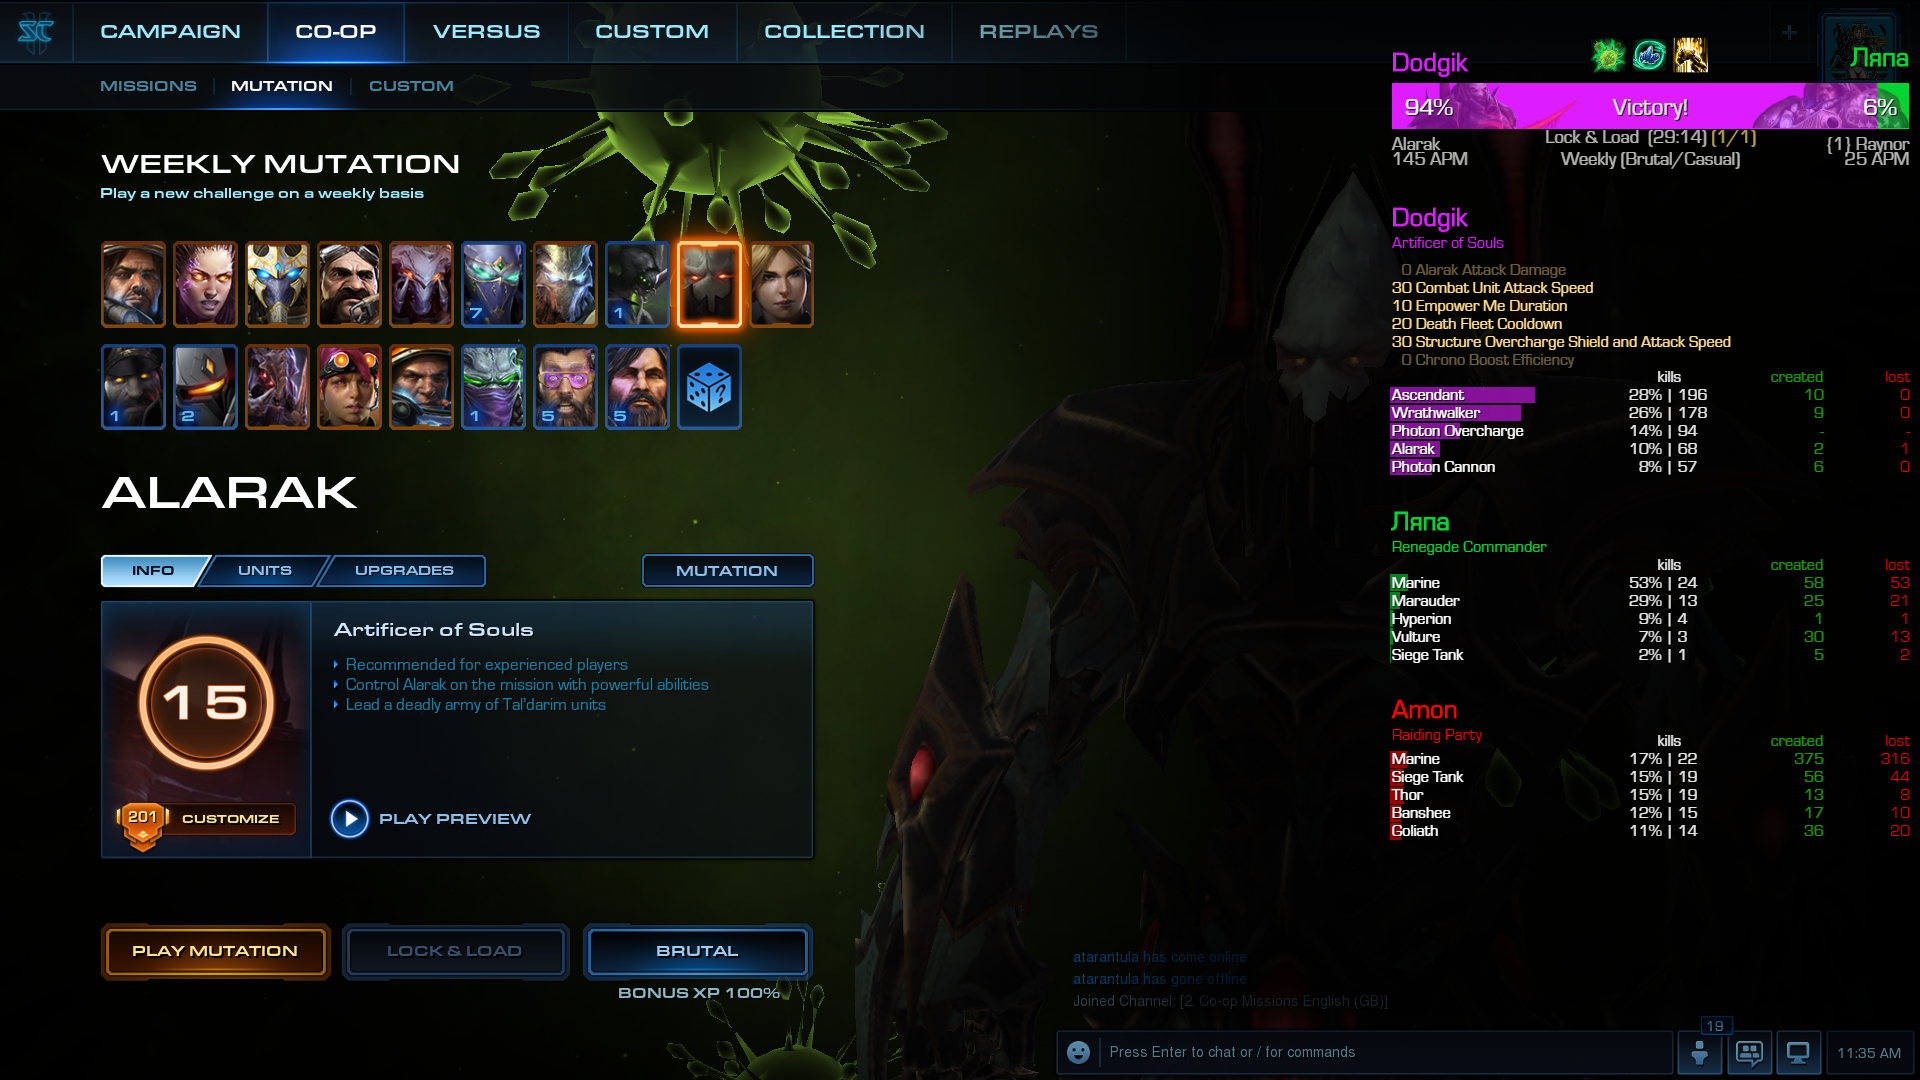 CAMPAIGN CO-OP VERSUS CUSTOM COLLECTION REPLAYS
MISSIONS MUTATION CUSTOM
WEEKLY MUTATION
Play a new challenge on a weekly basis
7 1
1 2 1 5 5
ALARAK
INFO UNITS UPGRADES MUTATION
15
201 CUSTOMIZE
Artificer of Souls
Recommended for experienced players
Control Alarak on the mission with powerful abilities
Lead a deadly army of Tal'darim units
PLAY PREVIEW
PLAY MUTATION LOCK & LOAD BRUTAL
BONUS XP 100%
Dodgik Ляпа
94% Victory! 6%
Alarak Lock & Load (29:14) (1/1) {1} Raynor
145 APM Weekly (Brutal/Casual) 25 APM
Dodgik
Artificer of Souls
0 Alarak Attack Damage
30 Combat Unit Attack Speed
10 Empower Me Duration
20 Death Fleet Cooldown
30 Structure Overcharge Shield and Attack Speed
0 Chrono Boost Efficiency
kills created lost
Ascendant 28% | 196 10 0
Wrathwalker 26% | 178 9 0
Photon Overcharge 14% | 94 - -
Alarak 10% | 68 2 1
Photon Cannon 8% | 57 6 0
Ляпа
Renegade Commander
kills created lost
Marine 53% | 24 58 53
Marauder 29% | 13 25 21
Hyperion 9% | 4 1 1
Vulture 7% | 3 30 13
Siege Tank 2% | 1 5 2
Amon
Raiding Party
kills created lost
Marine 17% | 22 375 316
Siege Tank 15% | 19 56 44
Thor 15% | 19 13 8
Banshee 12% | 15 17 10
Goliath 11% | 14 36 20
atarantula has come online
atarantula has gone offline
Joined Channel: [2. Co-op Missions English (GB)]
Press Enter to chat or / for commands
19
11:35 AM